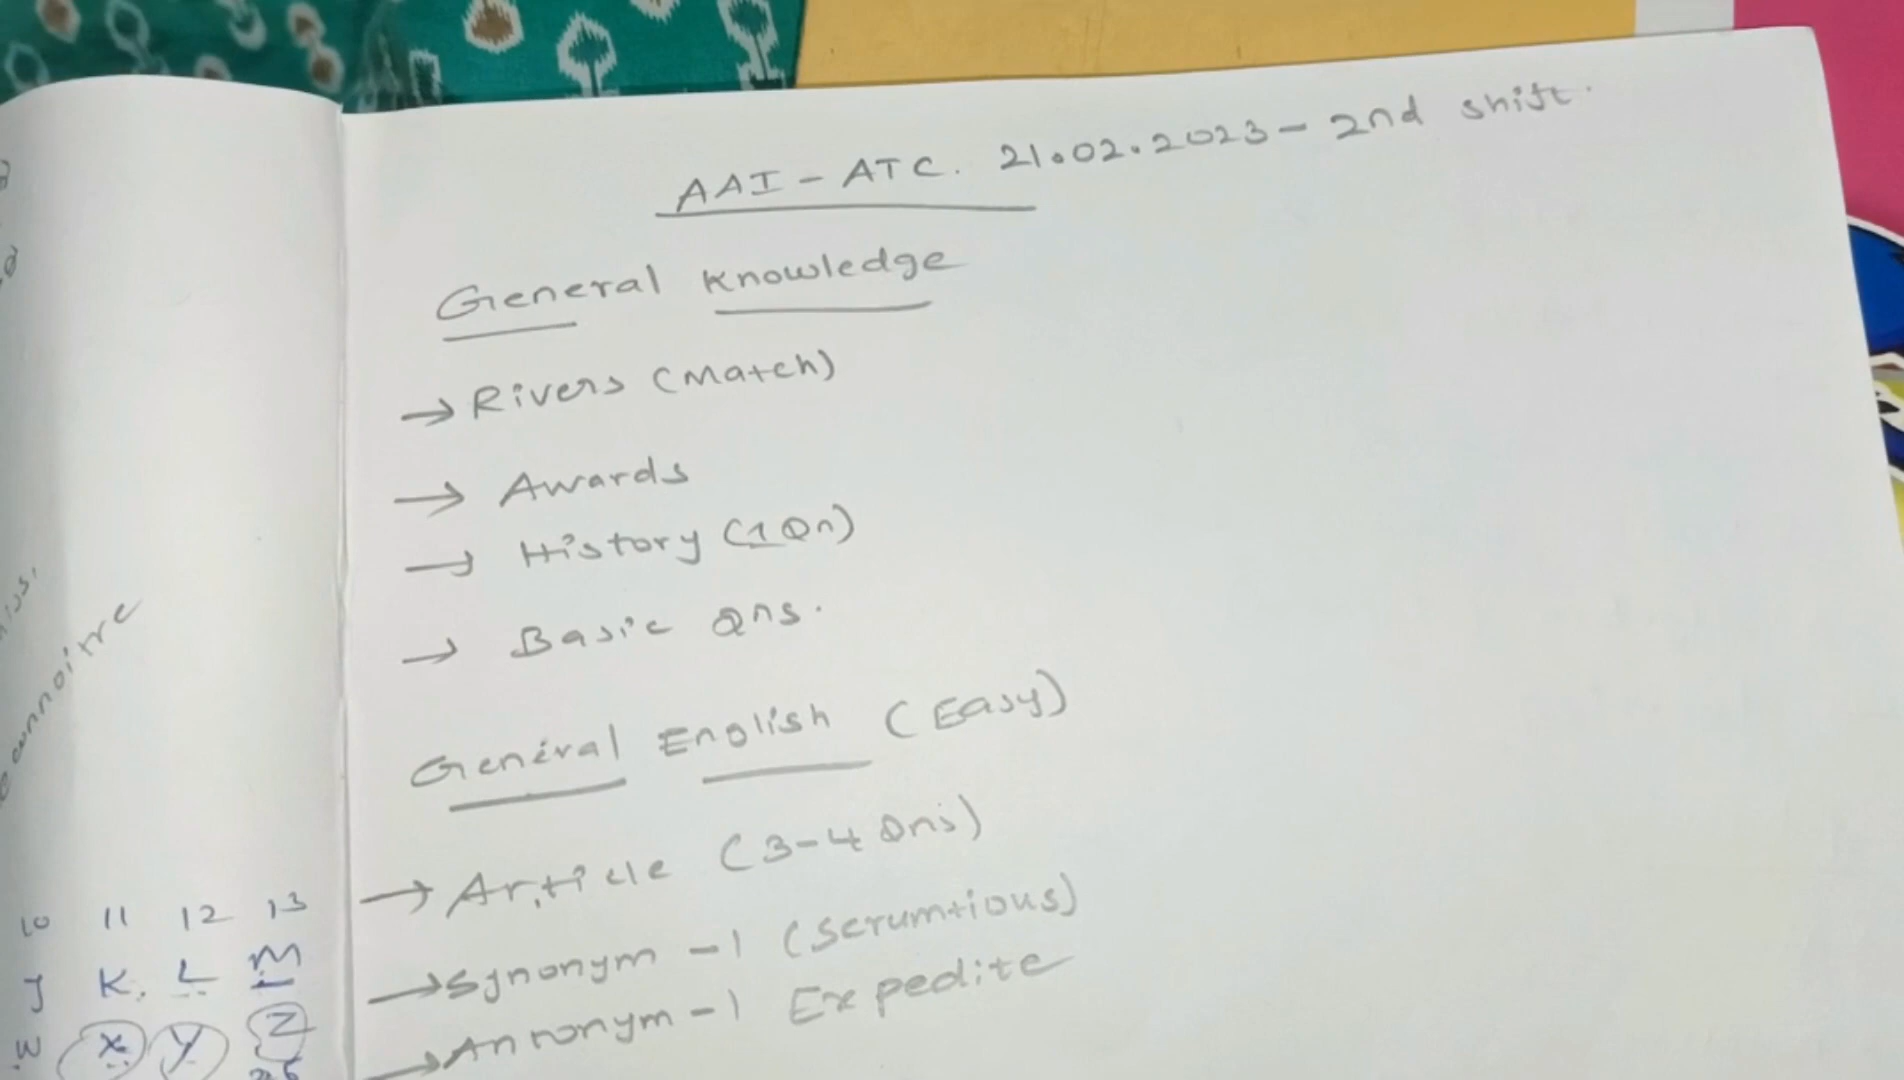 AAI - ATC. 21.02.2023 - 2nd shift.
General Knowledge
→ Rivers (Match)
→ Awards
→ History (1 Qn)
→ Basic Qns.
General English (Easy)
→ Article (3-4 Qns)
→ Synonym - 1 (Scrumtious)
→ Antonym - 1 Expedite
10 11 12 13
J K. L M
W X Y Z
26